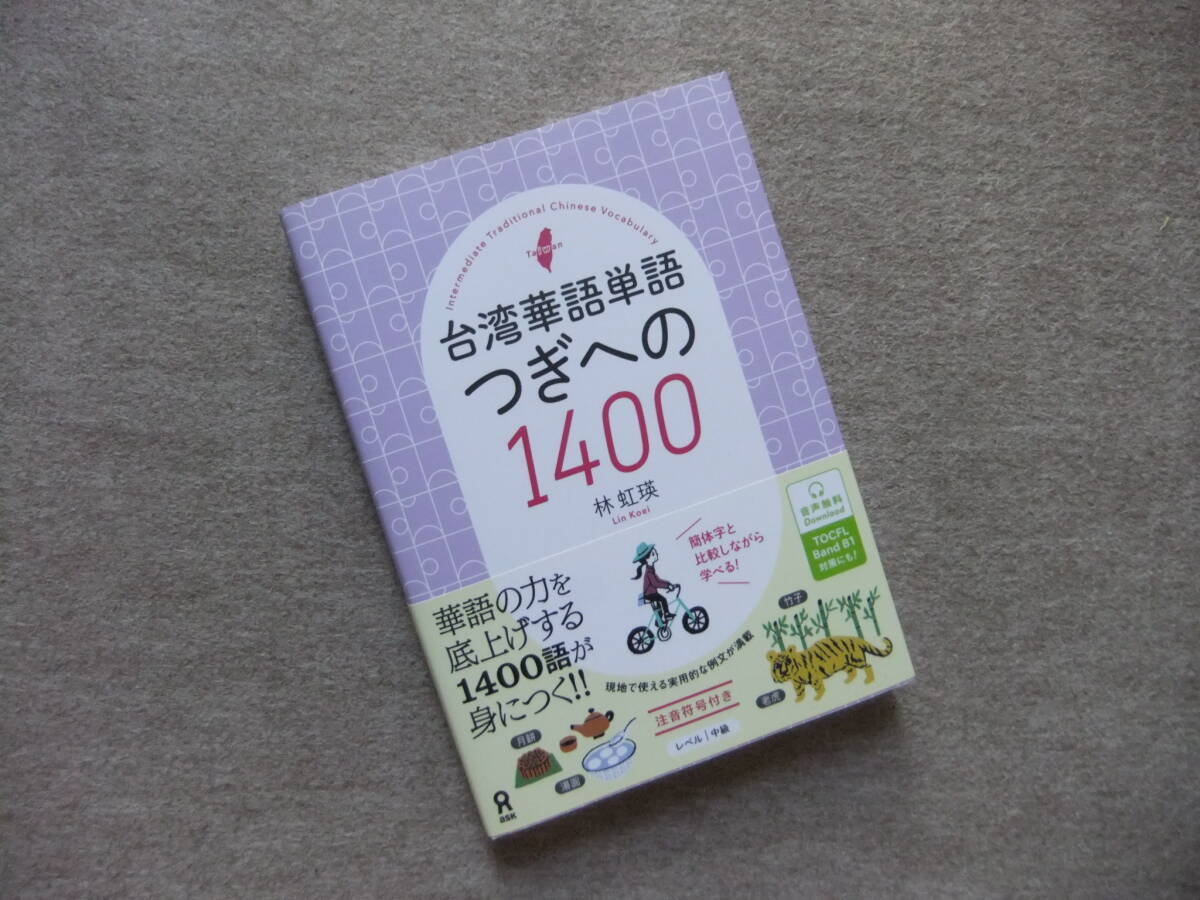 Intermediate Traditional Chinese Vocabulary
Taiwan
台湾華語単語
つぎへの
1400
林 虹瑛
Lin Koei
音声無料
Download
TOCFL
Band B1
対策にも!
簡体字と
比較しながら
学べる!
華語の力を
底上げする
1400語が
身につく!!
竹子
老虎
現地で使える実用的な例文が満載
注音符号付き
レベル|中級
月餅
湯圓
ASK